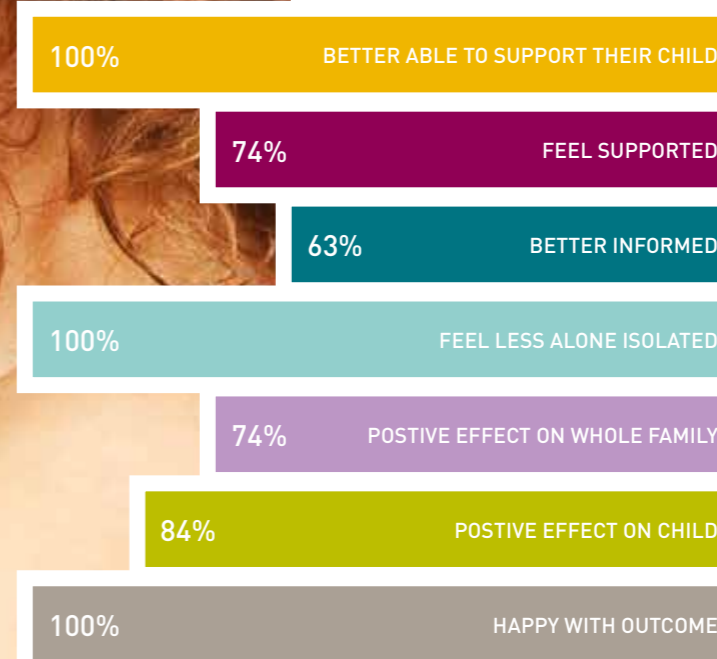 100% BETTER ABLE TO SUPPORT THEIR CHILD
74% FEEL SUPPORTED
63% BETTER INFORMED
100% FEEL LESS ALONE ISOLATED
74% POSTIVE EFFECT ON WHOLE FAMILY
84% POSTIVE EFFECT ON CHILD
100% HAPPY WITH OUTCOME